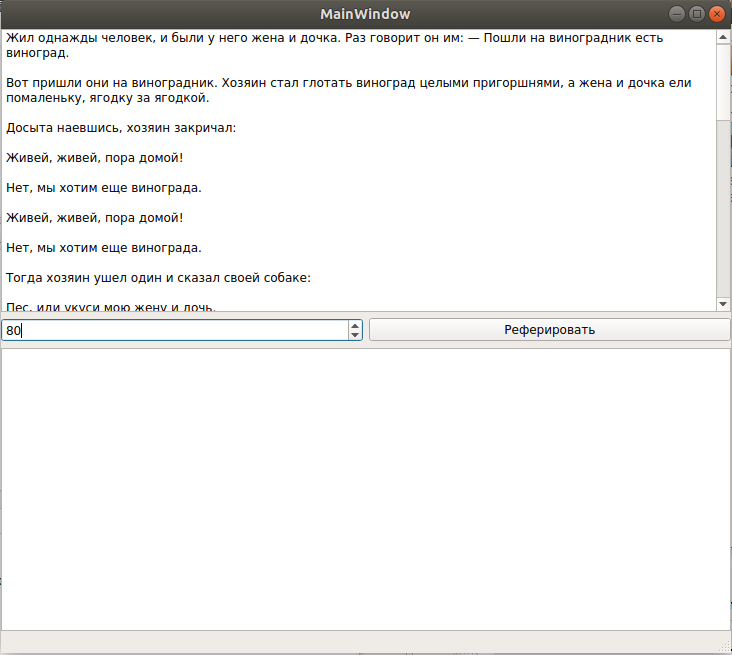 MainWindow
Жил однажды человек, и были у него жена и дочка. Раз говорит он им: — Пошли на виноградник есть
виноград.
Вот пришли они на виноградник. Хозяин стал глотать виноград целыми пригоршнями, а жена и дочка ели
помаленьку, ягодку за ягодкой.
Досыта наевшись, хозяин закричал:
Живей, живей, пора домой!
Нет, мы хотим еще винограда.
Живей, живей, пора домой!
Нет, мы хотим еще винограда.
Тогда хозяин ушел один и сказал своей собаке:
Пес, иди укуси мою жену и дочь.
80
Реферировать